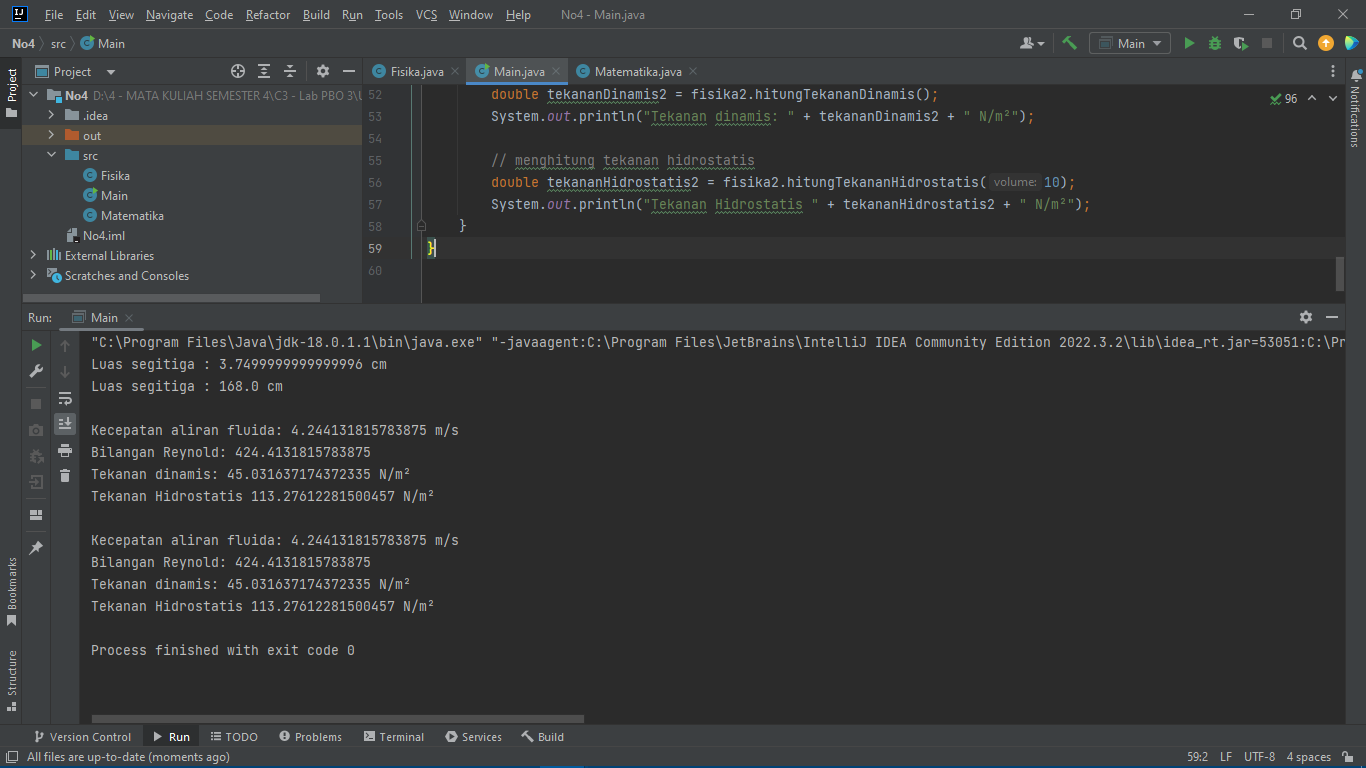 File Edit View Navigate Code Refactor Build Run Tools VCS Window Help No4 - Main.java
No4 src Main Main
Project
Project
No4 D:\4 - MATA KULIAH SEMESTER 4\C3 - Lab PBO 3\
.idea
out
src
Fisika
Main
Matematika
No4.iml
External Libraries
Scratches and Consoles
Fisika.java Main.java Matematika.java
96
52 double tekananDinamis2 = fisika2.hitungTekananDinamis();
53 System.out.println("Tekanan dinamis: " + tekananDinamis2 + " N/m²");
54
55 // menghitung tekanan hidrostatis
56 double tekananHidrostatis2 = fisika2.hitungTekananHidrostatis( volume: 10);
57 System.out.println("Tekanan Hidrostatis " + tekananHidrostatis2 + " N/m²");
58 }
59 }
60
Notifications
Run: Main
"C:\Program Files\Java\jdk-18.0.1.1\bin\java.exe" "-javaagent:C:\Program Files\JetBrains\IntelliJ IDEA Community Edition 2022.3.2\lib\idea_rt.jar=53051:C:\Pr
Luas segitiga : 3.7499999999999996 cm
Luas segitiga : 168.0 cm
Kecepatan aliran fluida: 4.244131815783875 m/s
Bilangan Reynold: 424.4131815783875
Tekanan dinamis: 45.031637174372335 N/m²
Tekanan Hidrostatis 113.27612281500457 N/m²
Kecepatan aliran fluida: 4.244131815783875 m/s
Bilangan Reynold: 424.4131815783875
Tekanan dinamis: 45.031637174372335 N/m²
Tekanan Hidrostatis 113.27612281500457 N/m²
Process finished with exit code 0
Bookmarks
Structure
Version Control Run TODO Problems Terminal Services Build
All files are up-to-date (moments ago) 59:2 LF UTF-8 4 spaces